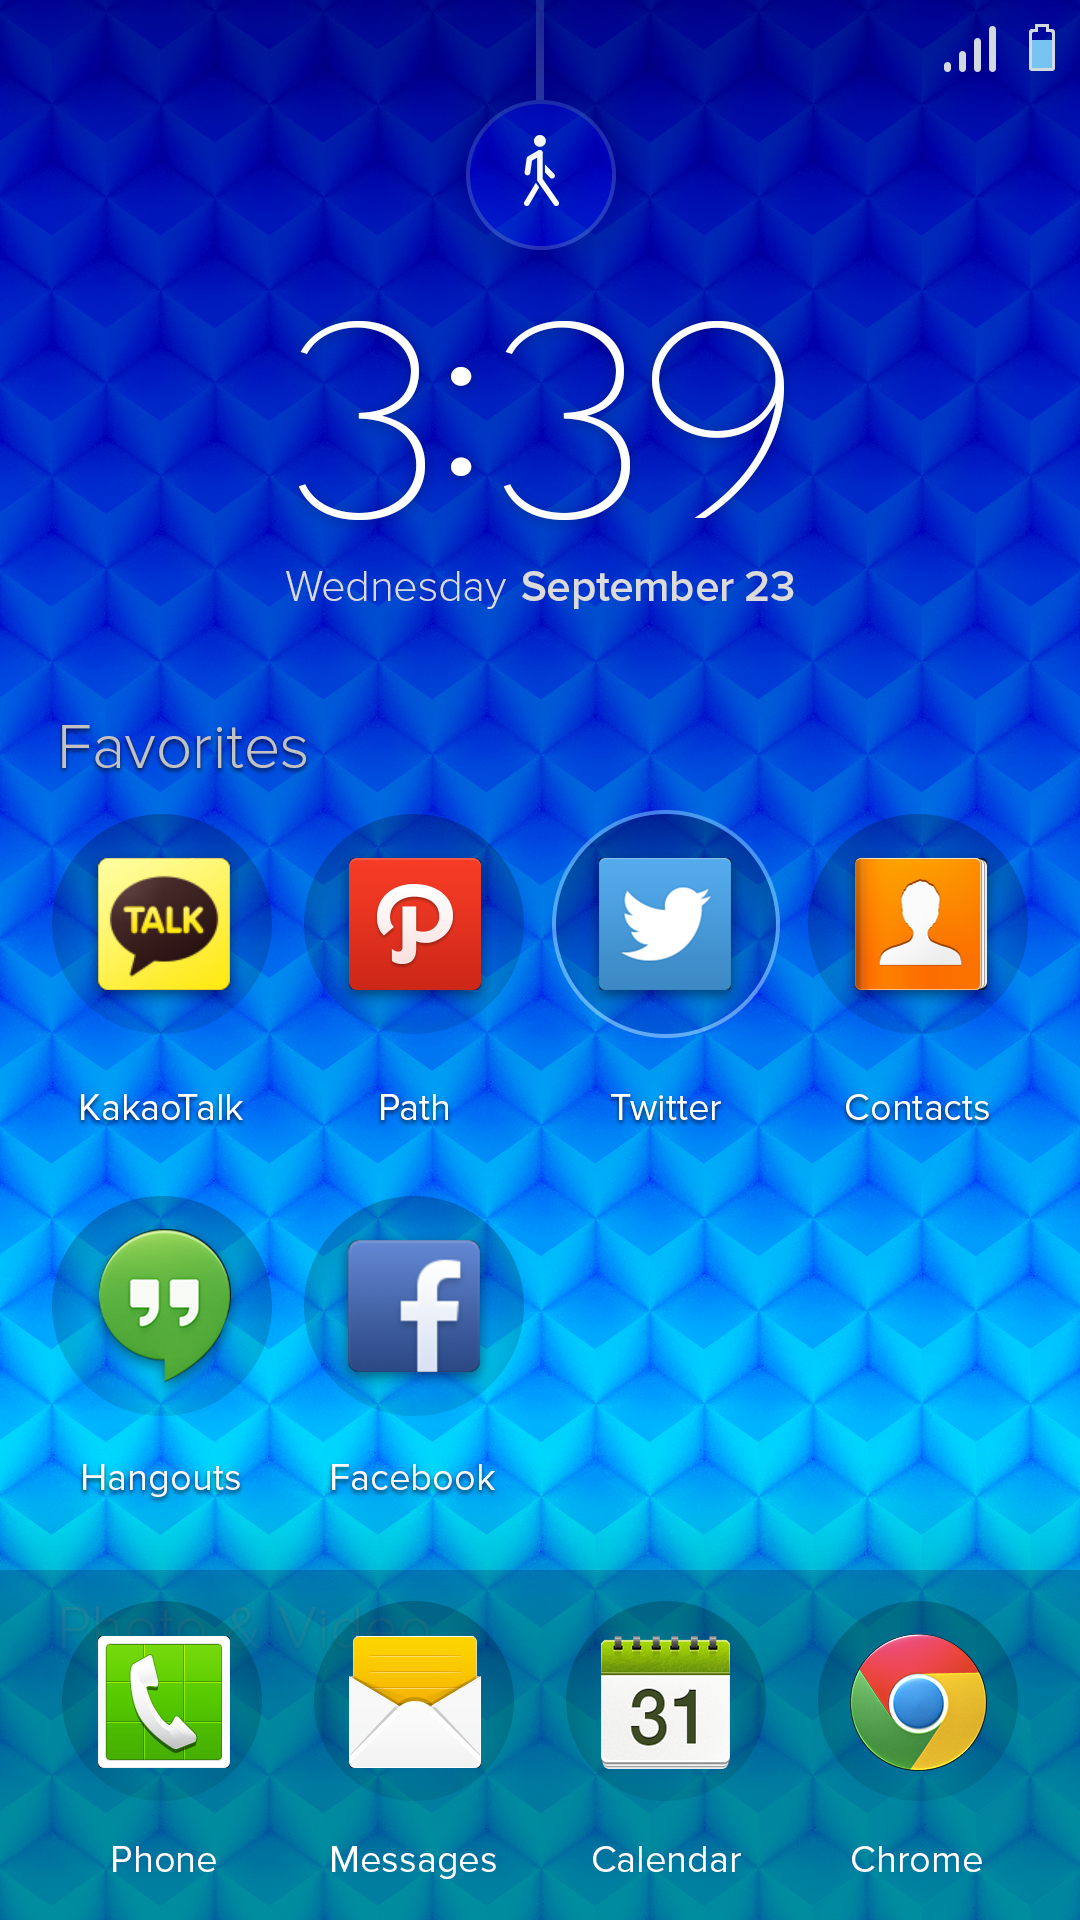 3:39
Wednesday September 23
Favorites
TALK
KakaoTalk Path Twitter Contacts
Hangouts Facebook
Photo & Video
31
Phone Messages Calendar Chrome